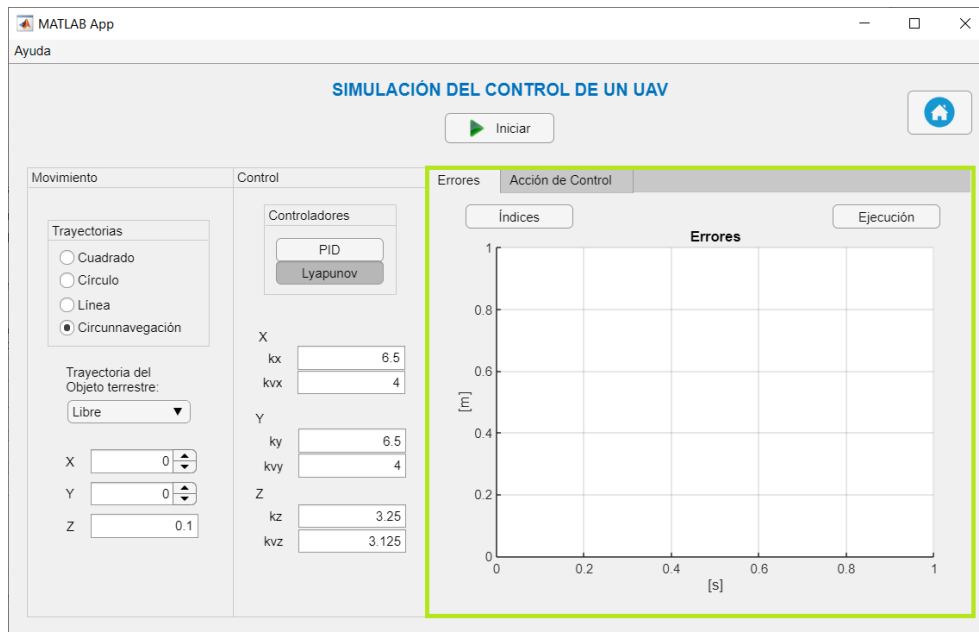 MATLAB App
Ayuda
SIMULACIÓN DEL CONTROL DE UN UAV
Iniciar
Movimiento
Trayectorias
Cuadrado
Círculo
Línea
Circunnavegación
Trayectoria del
Objeto terrestre:
Libre
X 0
Y 0
Z 0.1
Control
Controladores
PID
Lyapunov
X
kx 6.5
kvx 4
Y
ky 6.5
kvy 4
Z
kz 3.25
kvz 3.125
Errores Acción de Control
Índices Ejecución
Errores
1
0.8
0.6
[m]
0.4
0.2
0
0 0.2 0.4 0.6 0.8 1
[s]